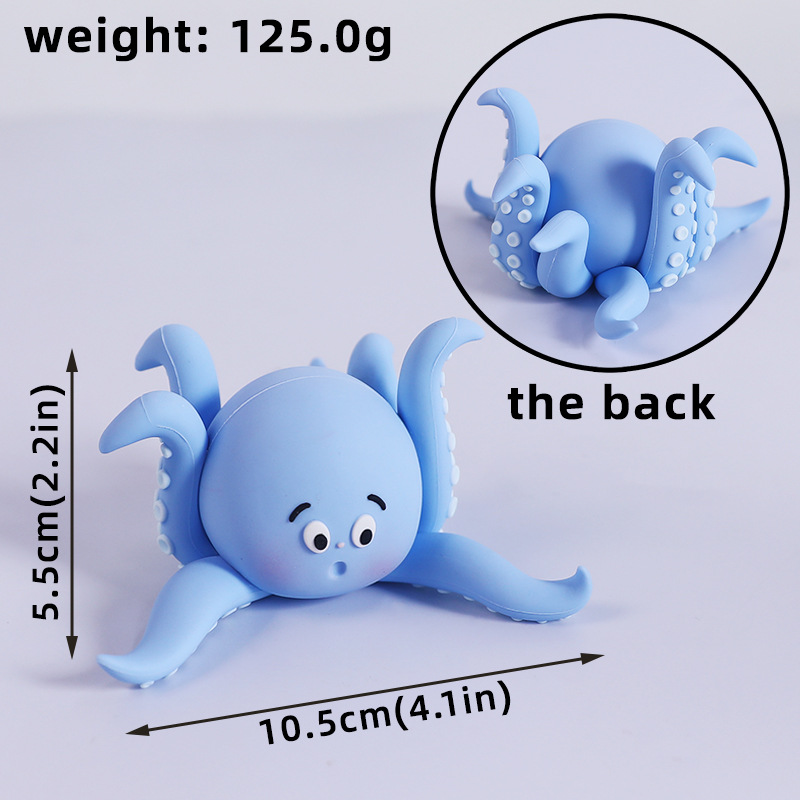 weight: 125.0g
the back
5.5cm(2.2in)
10.5cm(4.1in)